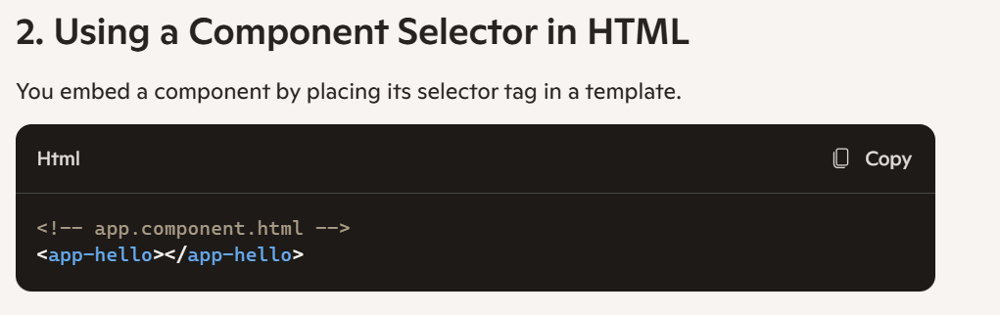 2. Using a Component Selector in HTML
You embed a component by placing its selector tag in a template.
Html
Copy
<!-- app.component.html -->
<app-hello></app-hello>